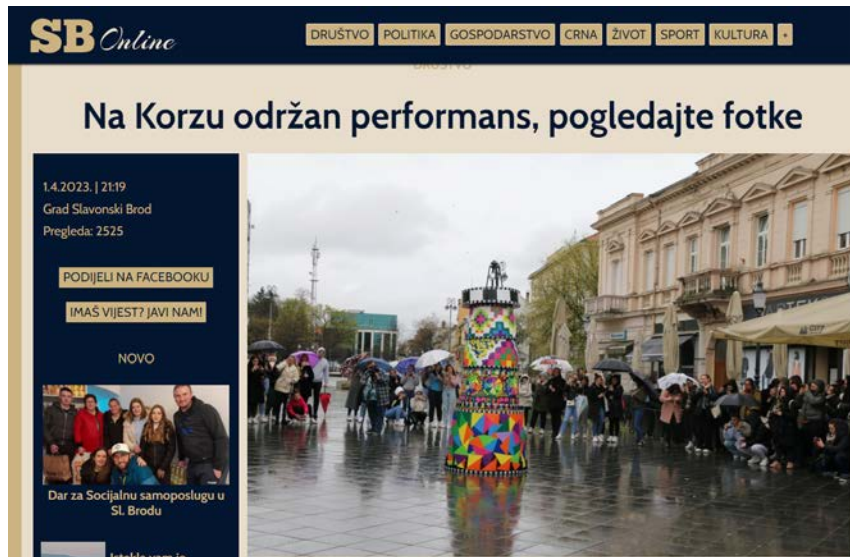 SB Online
DRUŠTVO POLITIKA GOSPODARSTVO CRNA ŽIVOT SPORT KULTURA +
DRUŠTVO
Na Korzu održan performans, pogledajte fotke
1.4.2023. | 21:19
Grad Slavonski Brod
Pregleda: 2525
PODIJELI NA FACEBOOKU
IMAŠ VIJEST? JAVI NAM!
NOVO
Dar za Socijalnu samoposlugu u
Sl. Brodu